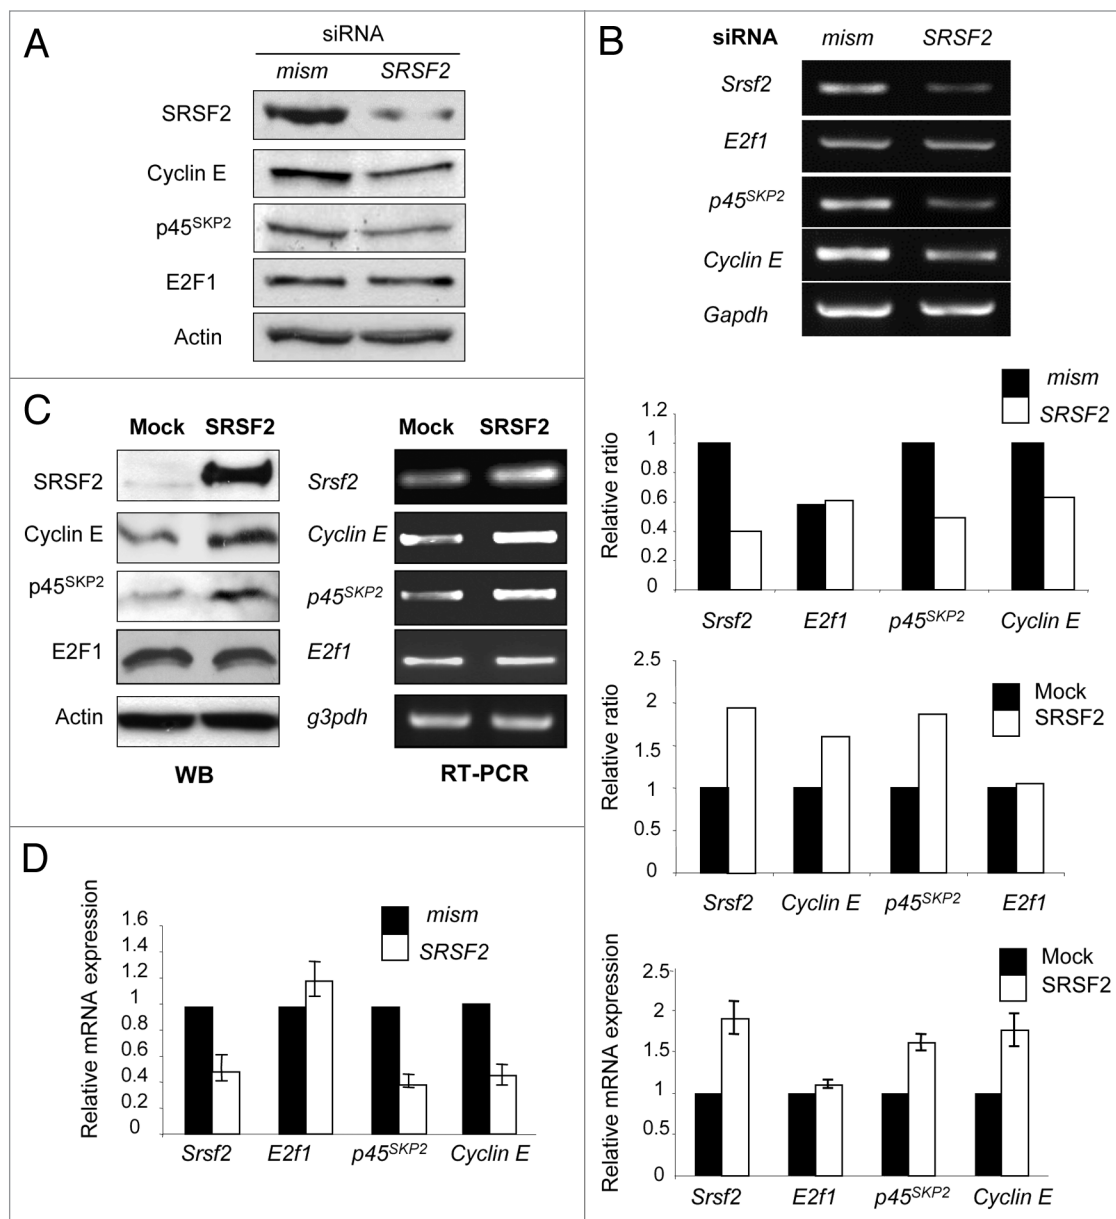 A
siRNA
mism SRSF2
SRSF2
Cyclin E
p45SKP2
E2F1
Actin
B
siRNA mism SRSF2
Srsf2
E2f1
p45SKP2
Cyclin E
Gapdh
mism
SRSF2
Relative ratio
1.2
1
0.8
0.6
0.4
0.2
0
Srsf2 E2f1 p45SKP2 Cyclin E
C
Mock SRSF2
SRSF2
Cyclin E
p45SKP2
E2F1
Actin
WB
Mock SRSF2
Srsf2
Cyclin E
p45SKP2
E2f1
g3pdh
RT-PCR
Mock
SRSF2
Relative ratio
2.5
2
1.5
1
0.5
0
Srsf2 Cyclin E p45SKP2 E2f1
D
mism
SRSF2
Relative mRNA expression
1.6
1.4
1.2
1
0.8
0.6
0.4
0.2
0
Srsf2 E2f1 p45SKP2 Cyclin E
Mock
SRSF2
Relative mRNA expression
2.5
2
1.5
1
0.5
0
Srsf2 E2f1 p45SKP2 Cyclin E